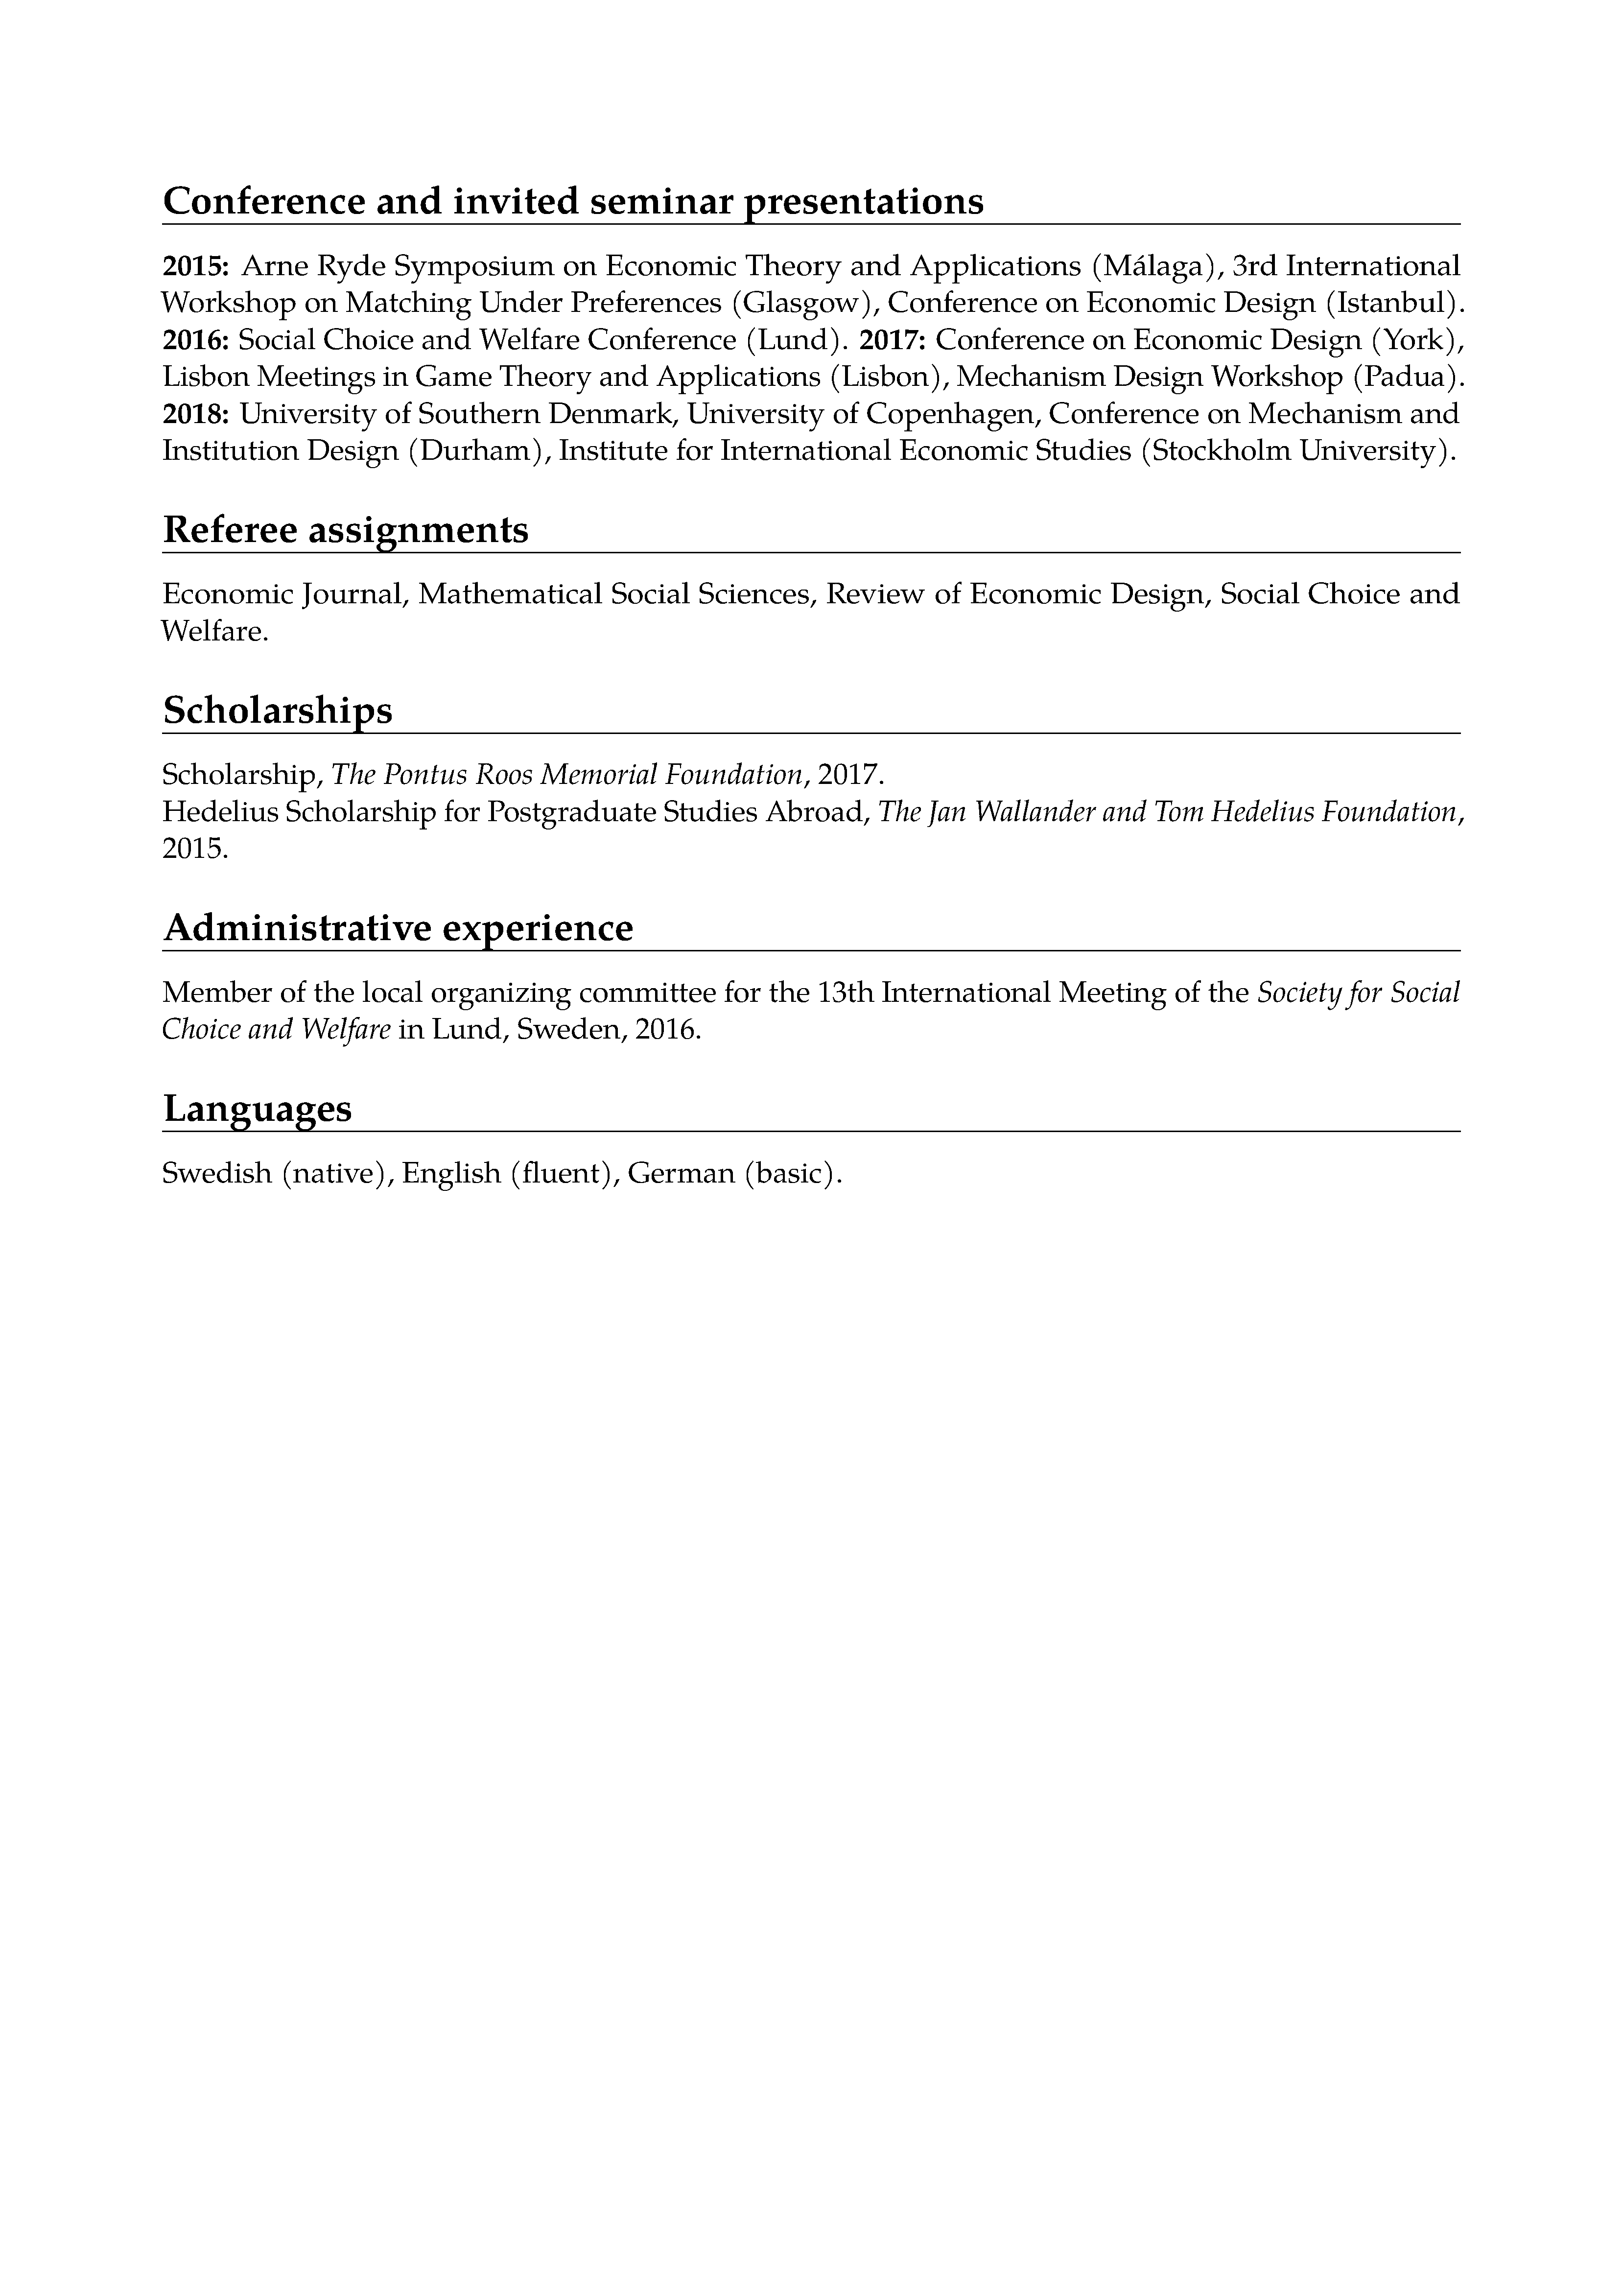 Conference and invited seminar presentations
2015: Arne Ryde Symposium on Economic Theory and Applications (Málaga), 3rd International
Workshop on Matching Under Preferences (Glasgow), Conference on Economic Design (Istanbul).
2016: Social Choice and Welfare Conference (Lund). 2017: Conference on Economic Design (York),
Lisbon Meetings in Game Theory and Applications (Lisbon), Mechanism Design Workshop (Padua).
2018: University of Southern Denmark, University of Copenhagen, Conference on Mechanism and
Institution Design (Durham), Institute for International Economic Studies (Stockholm University).
Referee assignments
Economic Journal, Mathematical Social Sciences, Review of Economic Design, Social Choice and
Welfare.
Scholarships
Scholarship, The Pontus Roos Memorial Foundation, 2017.
Hedelius Scholarship for Postgraduate Studies Abroad, The Jan Wallander and Tom Hedelius Foundation,
2015.
Administrative experience
Member of the local organizing committee for the 13th International Meeting of the Society for Social
Choice and Welfare in Lund, Sweden, 2016.
Languages
Swedish (native), English (fluent), German (basic).